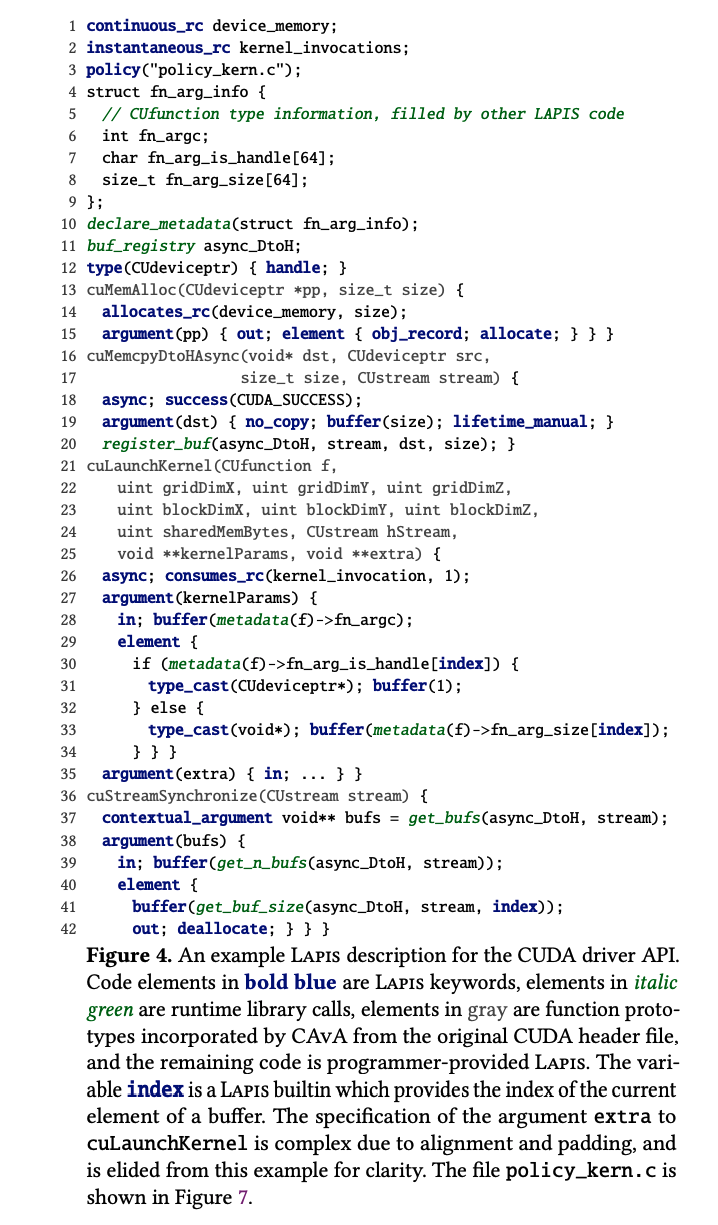 1 continuous_rc device_memory;
2 instantaneous_rc kernel_invocations;
3 policy("policy_kern.c");
4 struct fn_arg_info {
5   // CUfunction type information, filled by other LAPIS code
6   int fn_argc;
7   char fn_arg_is_handle[64];
8   size_t fn_arg_size[64];
9 };
10 declare_metadata(struct fn_arg_info);
11 buf_registry async_DtoH;
12 type(CUdeviceptr) { handle; }
13 cuMemAlloc(CUdeviceptr *pp, size_t size) {
14   allocates_rc(device_memory, size);
15   argument(pp) { out; element { obj_record; allocate; } } }
16 cuMemcpyDtoHAsync(void* dst, CUdeviceptr src,
17                   size_t size, CUstream stream) {
18   async; success(CUDA_SUCCESS);
19   argument(dst) { no_copy; buffer(size); lifetime_manual; }
20   register_buf(async_DtoH, stream, dst, size); }
21 cuLaunchKernel(CUfunction f,
22     uint gridDimX, uint gridDimY, uint gridDimZ,
23     uint blockDimX, uint blockDimY, uint blockDimZ,
24     uint sharedMemBytes, CUstream hStream,
25     void **kernelParams, void **extra) {
26   async; consumes_rc(kernel_invocation, 1);
27   argument(kernelParams) {
28     in; buffer(metadata(f)->fn_argc);
29     element {
30       if (metadata(f)->fn_arg_is_handle[index]) {
31         type_cast(CUdeviceptr*); buffer(1);
32       } else {
33         type_cast(void*); buffer(metadata(f)->fn_arg_size[index]);
34       } } }
35   argument(extra) { in; ... } }
36 cuStreamSynchronize(CUstream stream) {
37   contextual_argument void** bufs = get_bufs(async_DtoH, stream);
38   argument(bufs) {
39     in; buffer(get_n_bufs(async_DtoH, stream));
40     element {
41       buffer(get_buf_size(async_DtoH, stream, index));
42       out; deallocate; } } }
Figure 4. An example LAPIS description for the CUDA driver API.
Code elements in bold blue are LAPIS keywords, elements in italic
green are runtime library calls, elements in gray are function proto-
types incorporated by CAvA from the original CUDA header file,
and the remaining code is programmer-provided LAPIS. The vari-
able index is a LAPIS builtin which provides the index of the current
element of a buffer. The specification of the argument extra to
cuLaunchKernel is complex due to alignment and padding, and
is elided from this example for clarity. The file policy_kern.c is
shown in Figure 7.